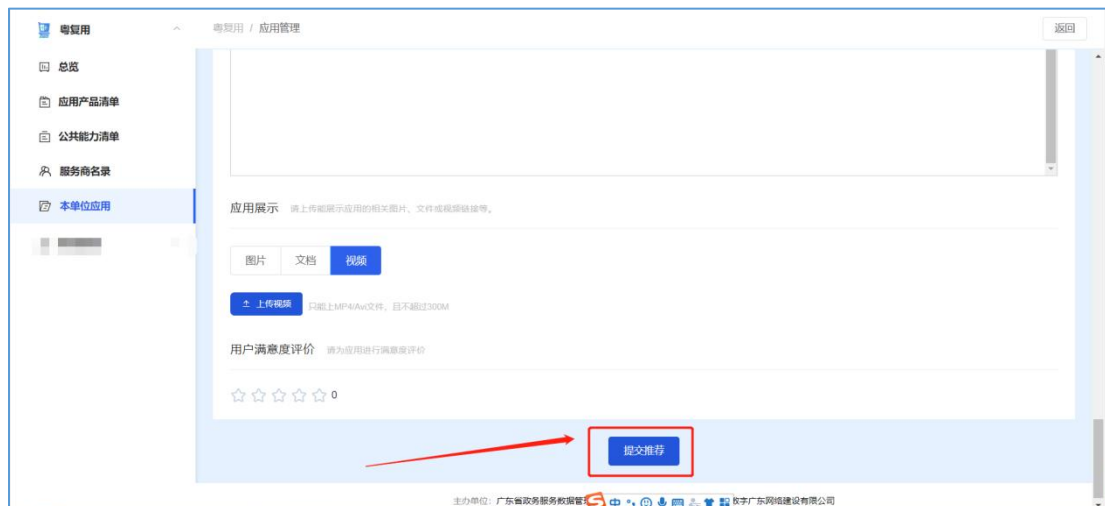 粤复用
粤复用 / 应用管理
返回
总览
应用产品清单
公共能力清单
服务商名录
本单位应用
应用展示 请上传能展示应用的相关图片、文件或视频链接等。
图片 文档 视频
上传视频 只能上MP4/Avi文件，且不超过300M
用户满意度评价 请为应用进行满意度评价
0
提交推荐
主办单位：广东省政务服务数据管
中
数字广东网络建设有限公司